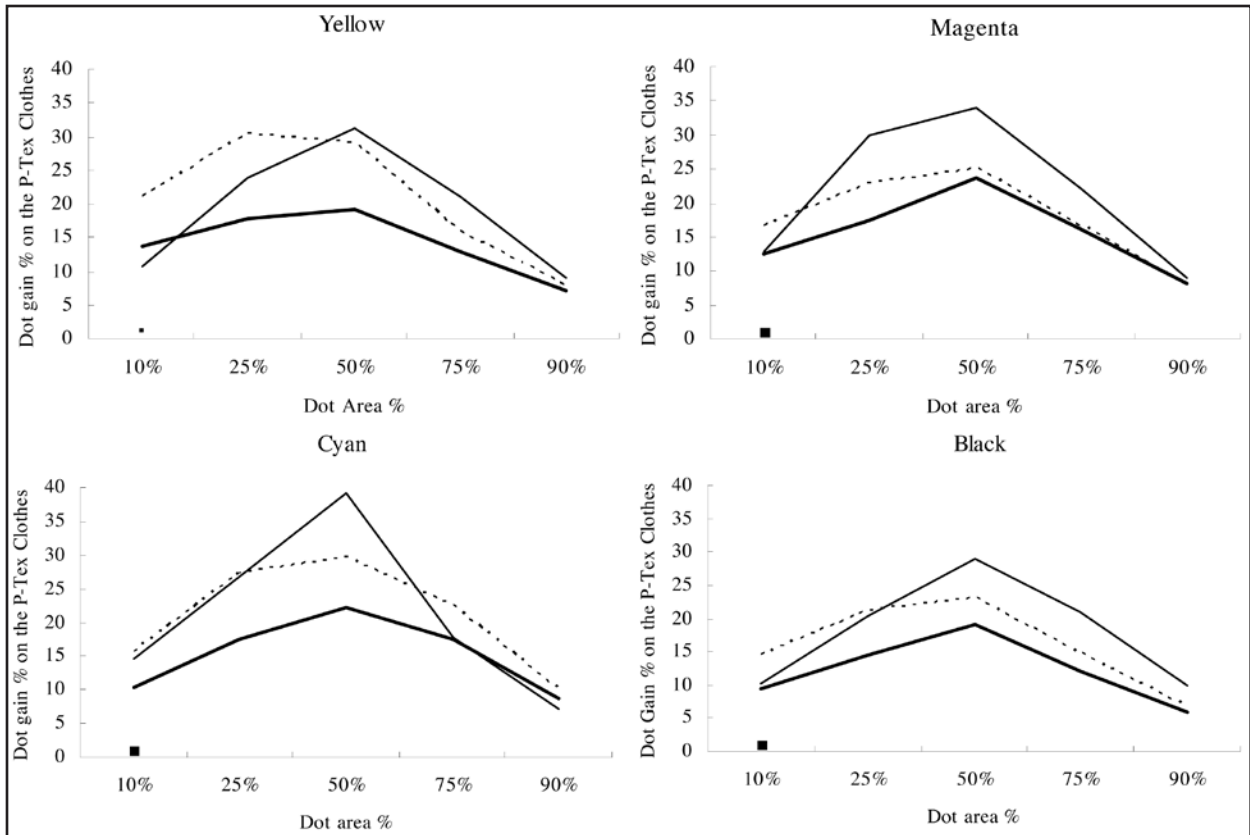 Yellow
Dot gain % on the P-Tex Clothes
40
35
30
25
20
15
10
5
0
10% 25% 50% 75% 90%
Dot Area %
Magenta
Dot gain % on the P-Tex Clothes
40
35
30
25
20
15
10
5
0
10% 25% 50% 75% 90%
Dot area %
Cyan
Dot gain % on the P-Tex Clothes
40
35
30
25
20
15
10
5
0
10% 25% 50% 75% 90%
Dot area %
Black
Dot Gain % on the P-Tex Clothes
40
35
30
25
20
15
10
5
0
10% 25% 50% 75% 90%
Dot area %